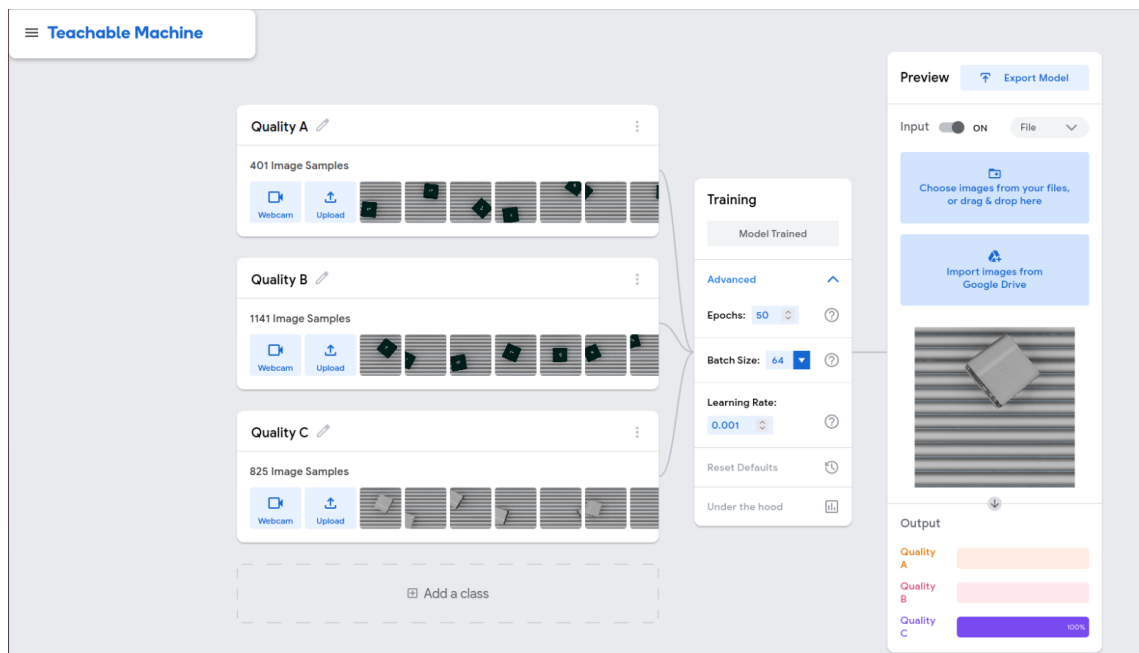 Teachable Machine
Quality A
401 Image Samples
Webcam
Upload
Quality B
1141 Image Samples
Webcam
Upload
Quality C
825 Image Samples
Webcam
Upload
Add a class
Training
Model Trained
Advanced
Epochs: 50
Batch Size: 64
Learning Rate:
0.001
Reset Defaults
Under the hood
Preview
Export Model
Input ON File
Choose images from your files,
or drag & drop here
Import images from
Google Drive
Output
Quality
A
Quality
B
Quality
C
100%